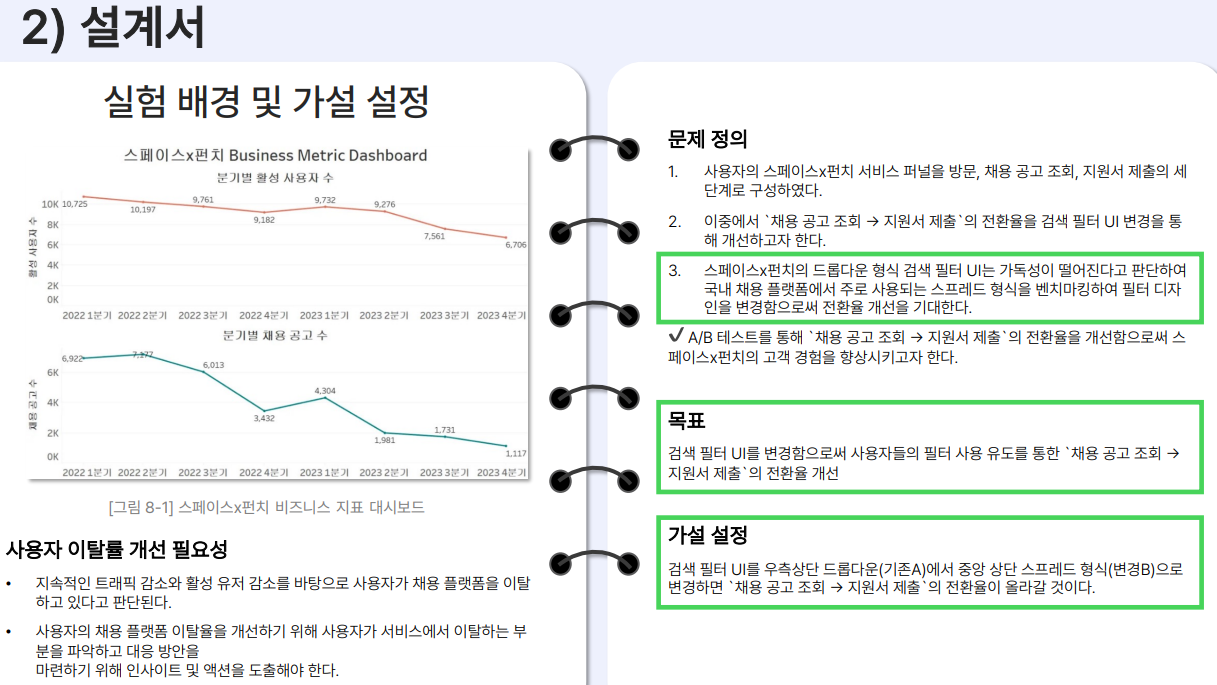 2) 설계서
실험 배경 및 가설 설정
스페이스x펀치 Business Metric Dashboard
분기별 활성 사용자 수
활성 사용자 수
10K
8K
6K
4K
2K
0K
10,725
10,197
9,761
9,182
9,732
9,276
7,561
6,706
2022 1분기 2022 2분기 2022 3분기 2022 4분기 2023 1분기 2023 2분기 2023 3분기 2023 4분기
분기별 채용 공고 수
채용 공고 수
6K
4K
2K
0K
6,922
7,177
6,013
3,432
4,304
1,981
1,731
1,117
2022 1분기 2022 2분기 2022 3분기 2022 4분기 2023 1분기 2023 2분기 2023 3분기 2023 4분기
[그림 8-1] 스페이스x펀치 비즈니스 지표 대시보드
사용자 이탈률 개선 필요성
• 지속적인 트래픽 감소와 활성 유저 감소를 바탕으로 사용자가 채용 플랫폼을 이탈
하고 있다고 판단된다.
• 사용자의 채용 플랫폼 이탈율을 개선하기 위해 사용자가 서비스에서 이탈하는 부
분을 파악하고 대응 방안을
마련하기 위해 인사이트 및 액션을 도출해야 한다.
문제 정의
1. 사용자의 스페이스x펀치 서비스 퍼널을 방문, 채용 공고 조회, 지원서 제출의 세
단계로 구성하였다.
2. 이중에서 `채용 공고 조회 → 지원서 제출`의 전환율을 검색 필터 UI 변경을 통
해 개선하고자 한다.
3. 스페이스x펀치의 드롭다운 형식 검색 필터 UI는 가독성이 떨어진다고 판단하여
국내 채용 플랫폼에서 주로 사용되는 스프레드 형식을 벤치마킹하여 필터 디자
인을 변경함으로써 전환율 개선을 기대한다.
✓ A/B 테스트를 통해 `채용 공고 조회 → 지원서 제출`의 전환율을 개선함으로써 스
페이스x펀치의 고객 경험을 향상시키고자 한다.
목표
검색 필터 UI를 변경함으로써 사용자들의 필터 사용 유도를 통한 `채용 공고 조회 →
지원서 제출`의 전환율 개선
가설 설정
검색 필터 UI를 우측상단 드롭다운(기존A)에서 중앙 상단 스프레드 형식(변경B)으로
변경하면 `채용 공고 조회 → 지원서 제출`의 전환율이 올라갈 것이다.